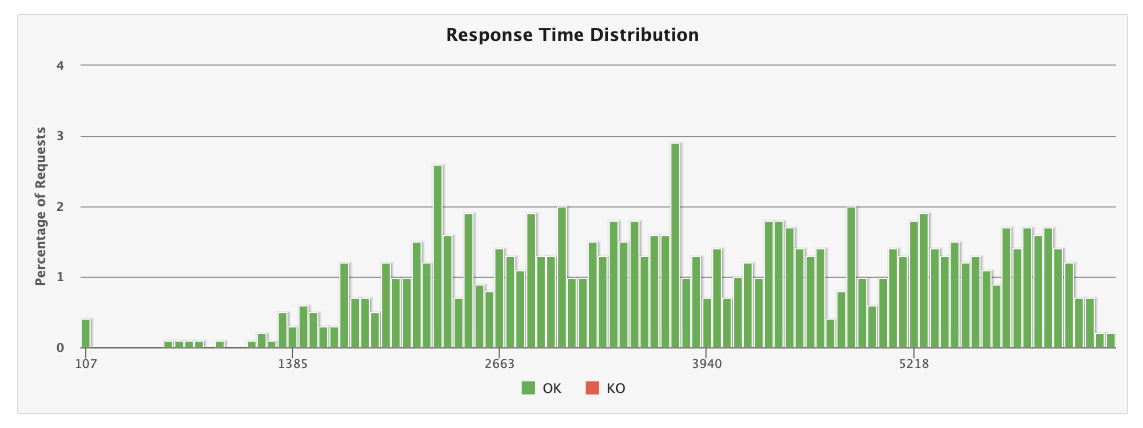 Response Time Distribution
4
3
2
1
0
Percentage of Requests
107 1385 2663 3940 5218
OK KO